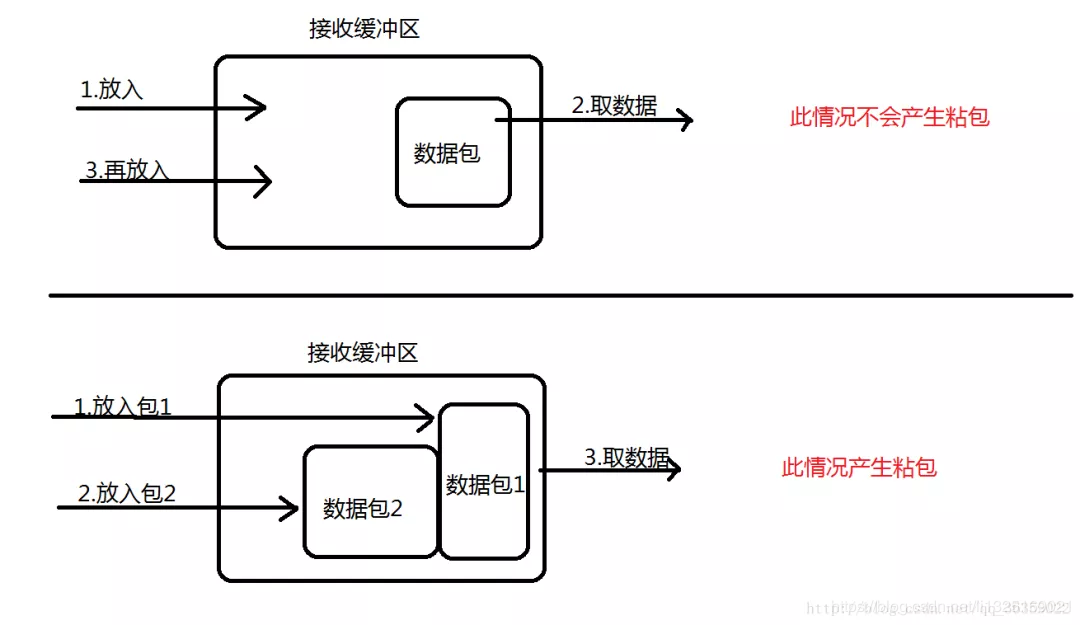 接收缓冲区
1.放入
2.取数据
此情况不会产生粘包
数据包
3.再放入
接收缓冲区
1.放入包1
3.取数据
此情况产生粘包
数据包1
2.放入包2
数据包2